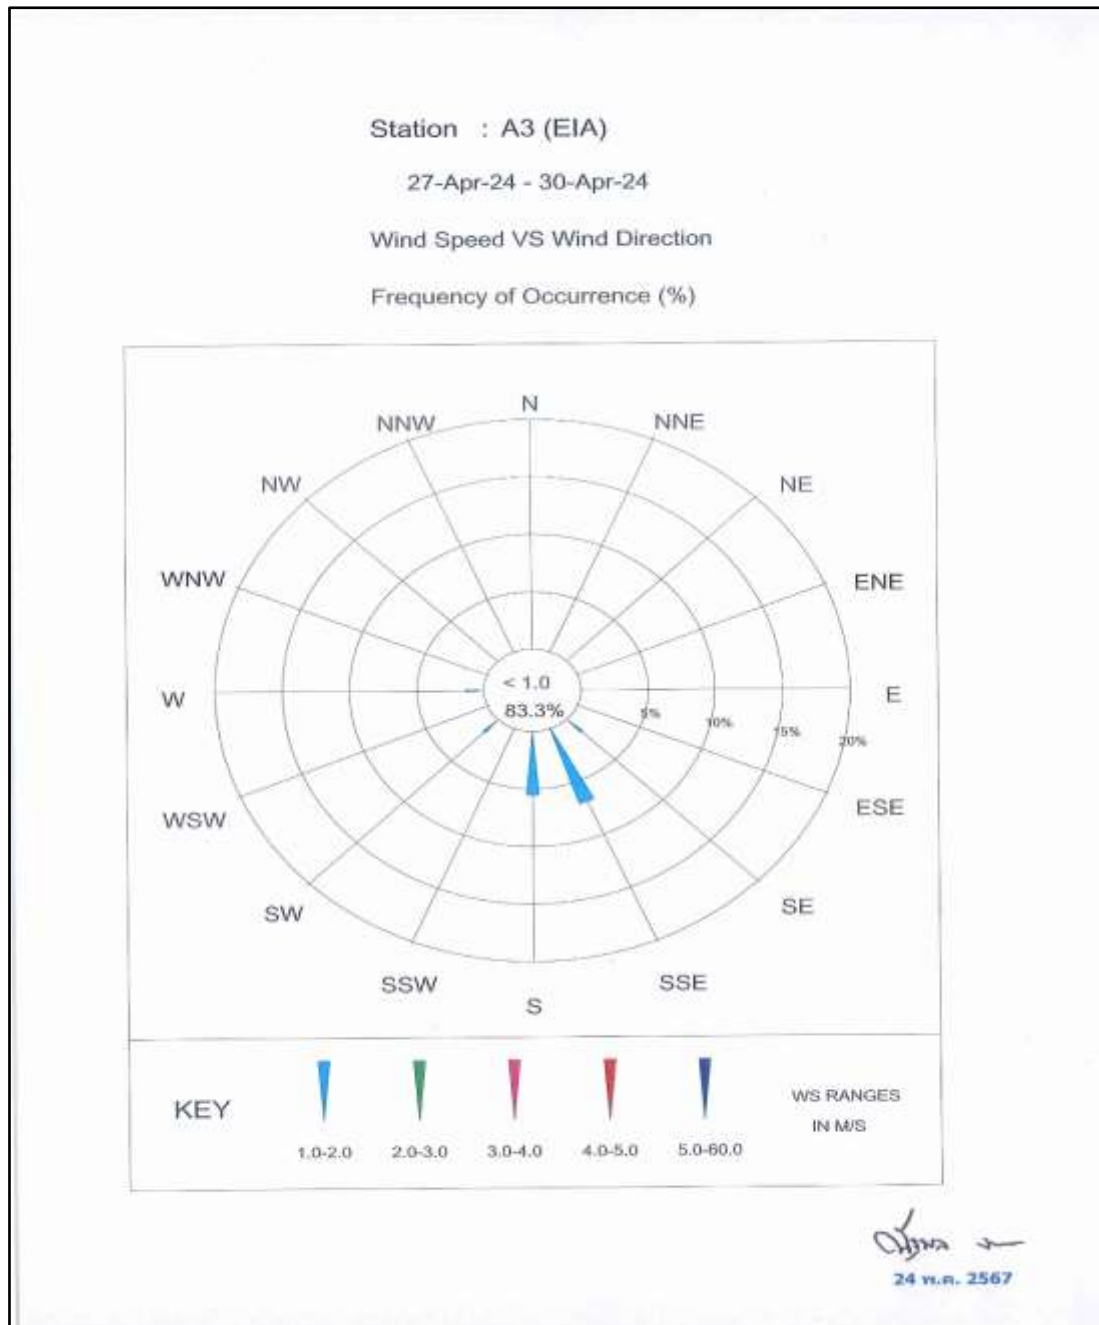 Station : A3 (EIA)
27-Apr-24 - 30-Apr-24
Wind Speed VS Wind Direction
Frequency of Occurrence (%)
N
NNW
NNE
NW
NE
WNW
ENE
< 1.0
W
E
83.3%
5%
10%
15%
20%
WSW
ESE
SW
SE
SSW
SSE
S
KEY
WS RANGES
IN M/S
1.0-2.0 2.0-3.0 3.0-4.0 4.0-5.0 5.0-60.0
24 พ.ค. 2567